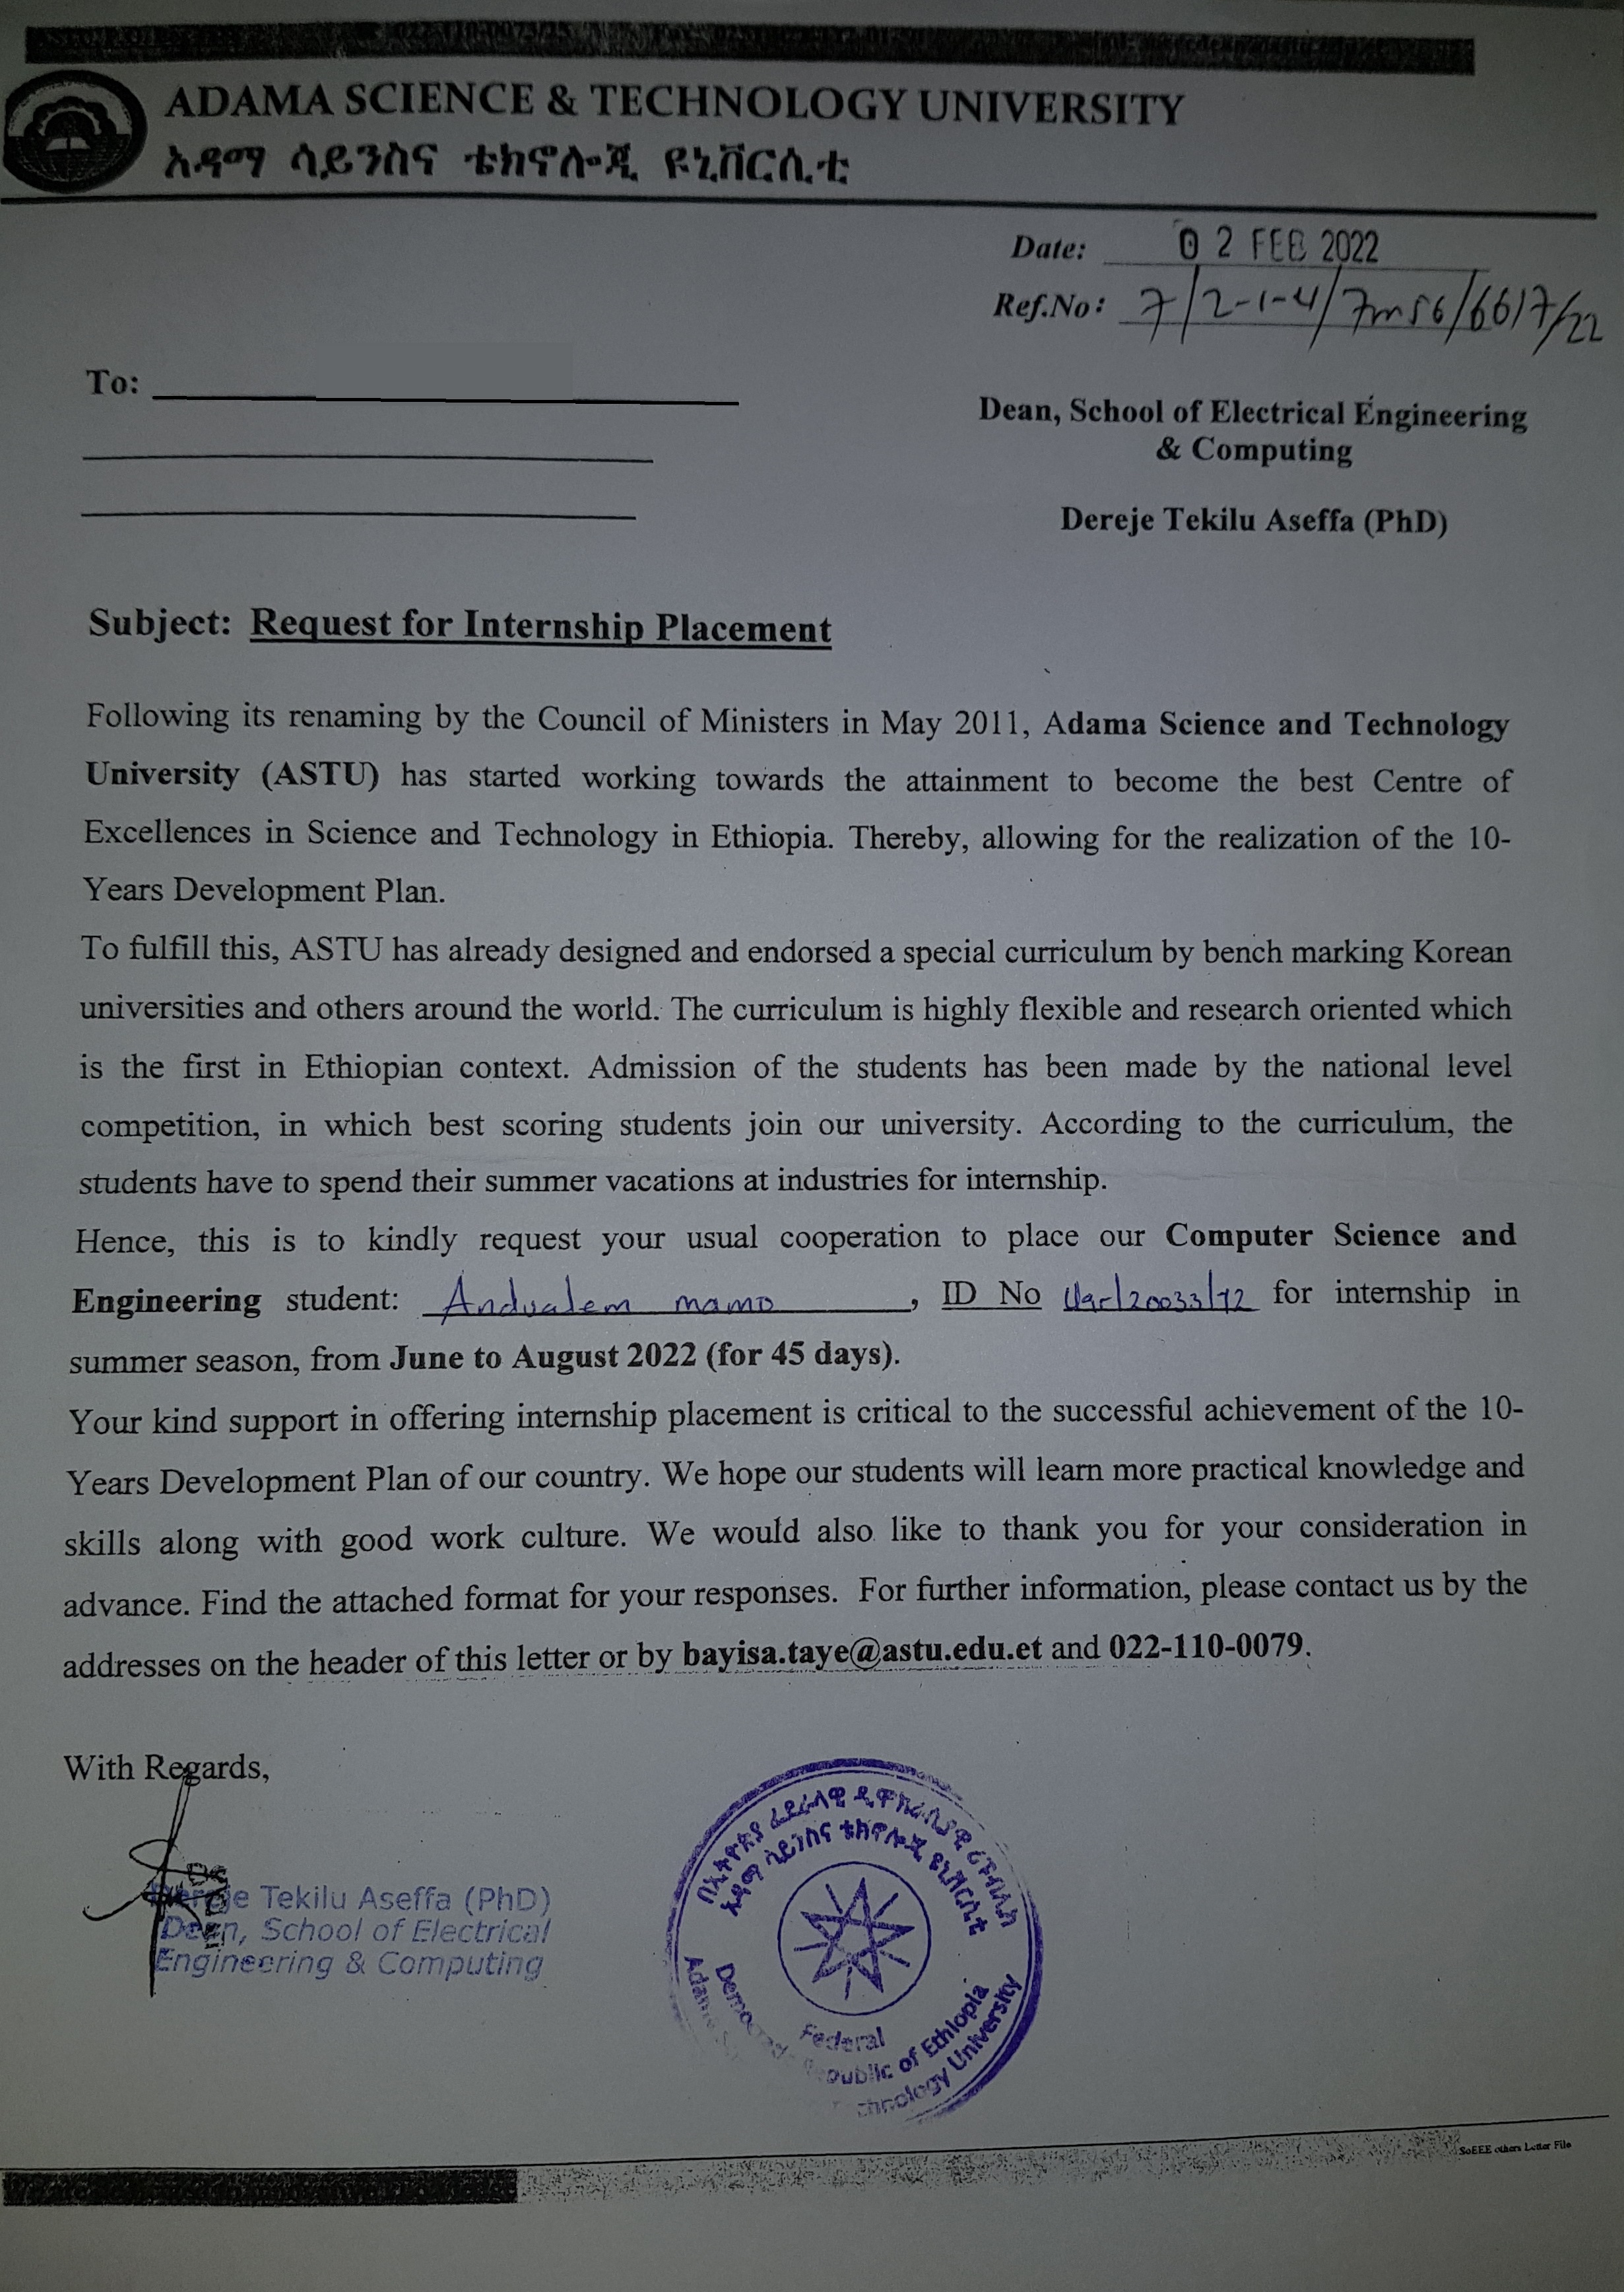 ADAMA SCIENCE & TECHNOLOGY UNIVERSITY
አዳማ ሳይንስና ቴክኖሎጂ ዩኒቨርሲቲ
Date: 02 FEB 2022
Ref.No: 7/2-1-4/7m56/6617/22
To:
Dean, School of Electrical Engineering
& Computing
Dereje Tekilu Aseffa (PhD)
Subject: Request for Internship Placement
Following its renaming by the Council of Ministers in May 2011, Adama Science and Technology
University (ASTU) has started working towards the attainment to become the best Centre of
Excellences in Science and Technology in Ethiopia. Thereby, allowing for the realization of the 10-
Years Development Plan.
To fulfill this, ASTU has already designed and endorsed a special curriculum by bench marking Korean
universities and others around the world. The curriculum is highly flexible and research oriented which
is the first in Ethiopian context. Admission of the students has been made by the national level
competition, in which best scoring students join our university. According to the curriculum, the
students have to spend their summer vacations at industries for internship.
Hence, this is to kindly request your usual cooperation to place our Computer Science and
Engineering student: Andualem mamo, ID No Ugr/20033/12 for internship in
summer season, from June to August 2022 (for 45 days).
Your kind support in offering internship placement is critical to the successful achievement of the 10-
Years Development Plan of our country. We hope our students will learn more practical knowledge and
skills along with good work culture. We would also like to thank you for your consideration in
advance. Find the attached format for your responses. For further information, please contact us by the
addresses on the header of this letter or by bayisa.taye@astu.edu.et and 022-110-0079.
With Regards,
Dereje Tekilu Aseffa (PhD)
Dean, School of Electrical
Engineering & Computing
አዳማ ሳይንስና ቴክኖሎጂ ዩኒቨርሲቲ
Federal
of Ethiopia
University
SoEEE others Letter File